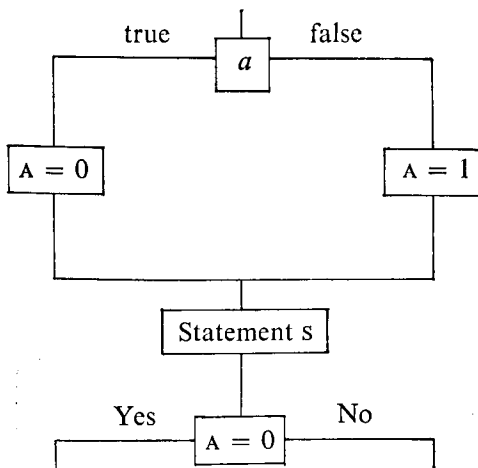 true false
a
A = 0 A = 1
Statement S
Yes No
A = 0